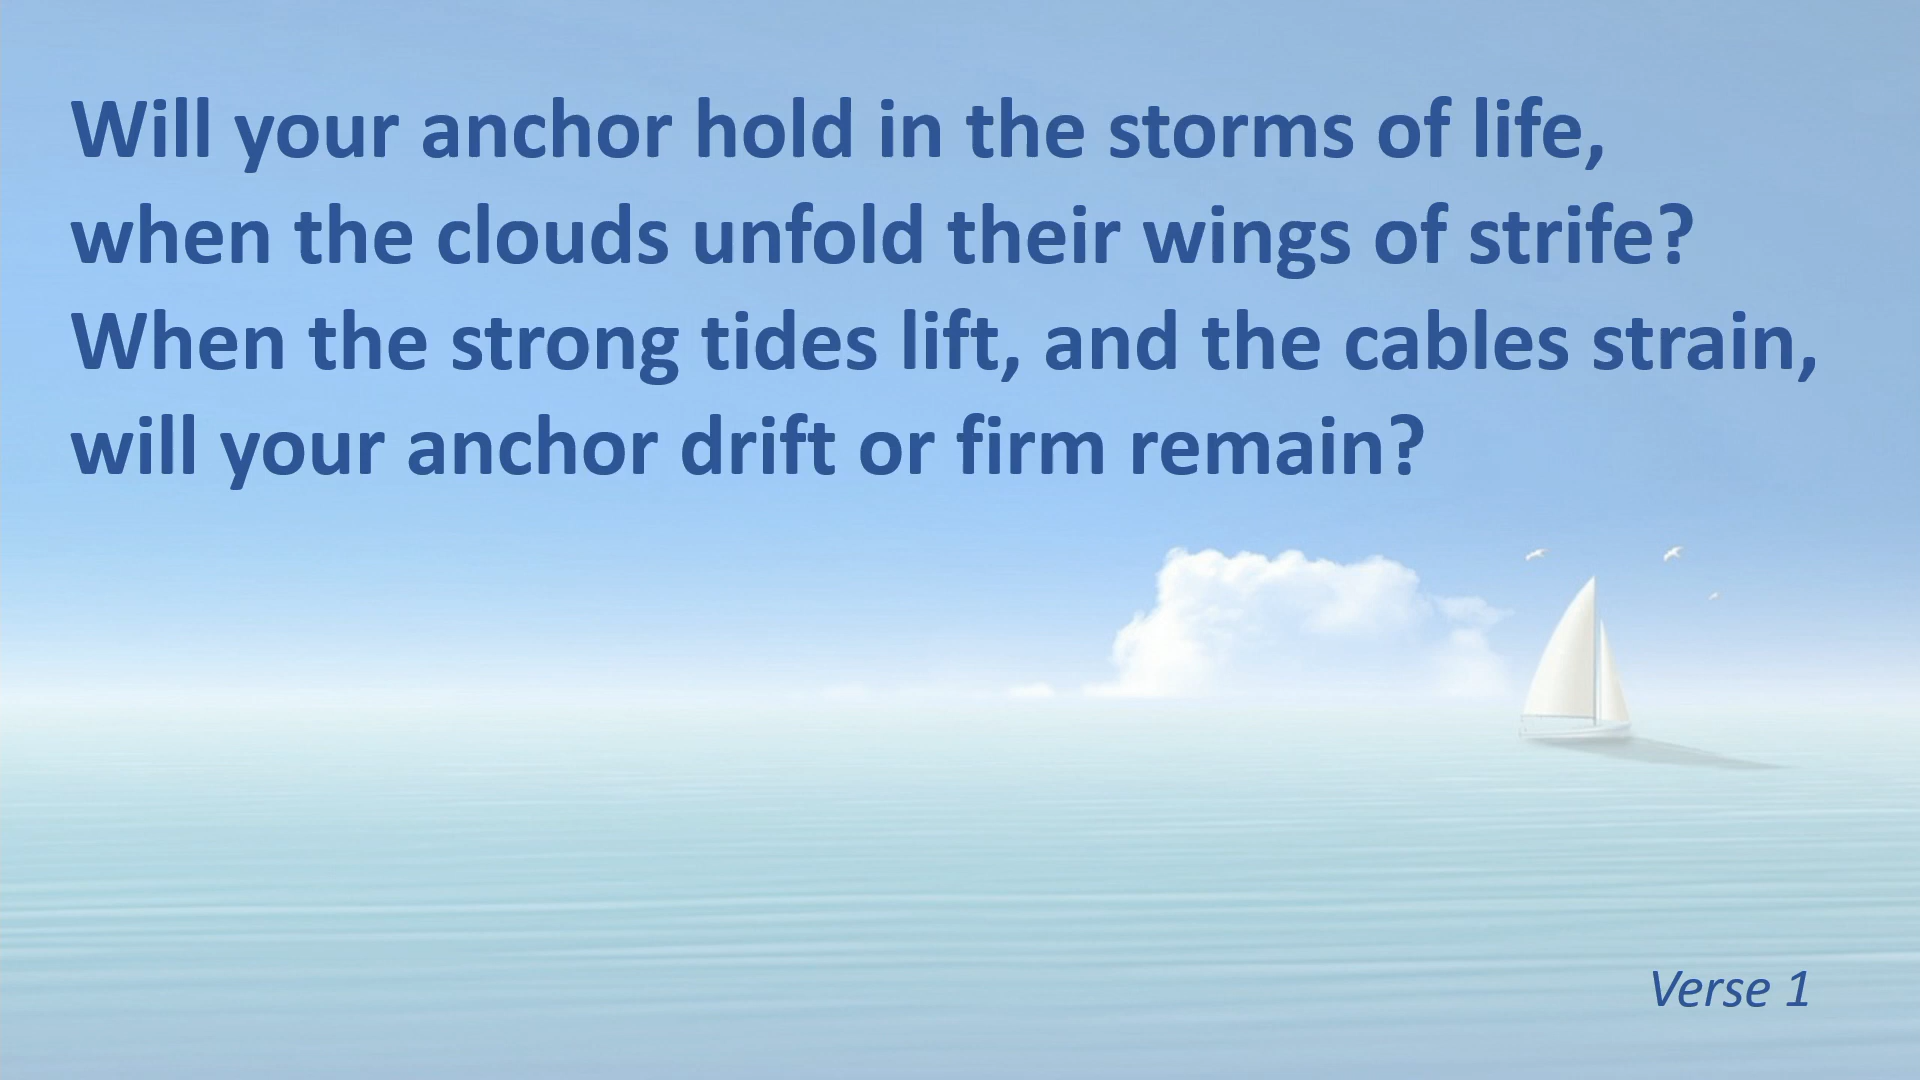 Will your anchor hold in the storms of life,
when the clouds unfold their wings of strife?
When the strong tides lift, and the cables strain,
will your anchor drift or firm remain?
Verse 1